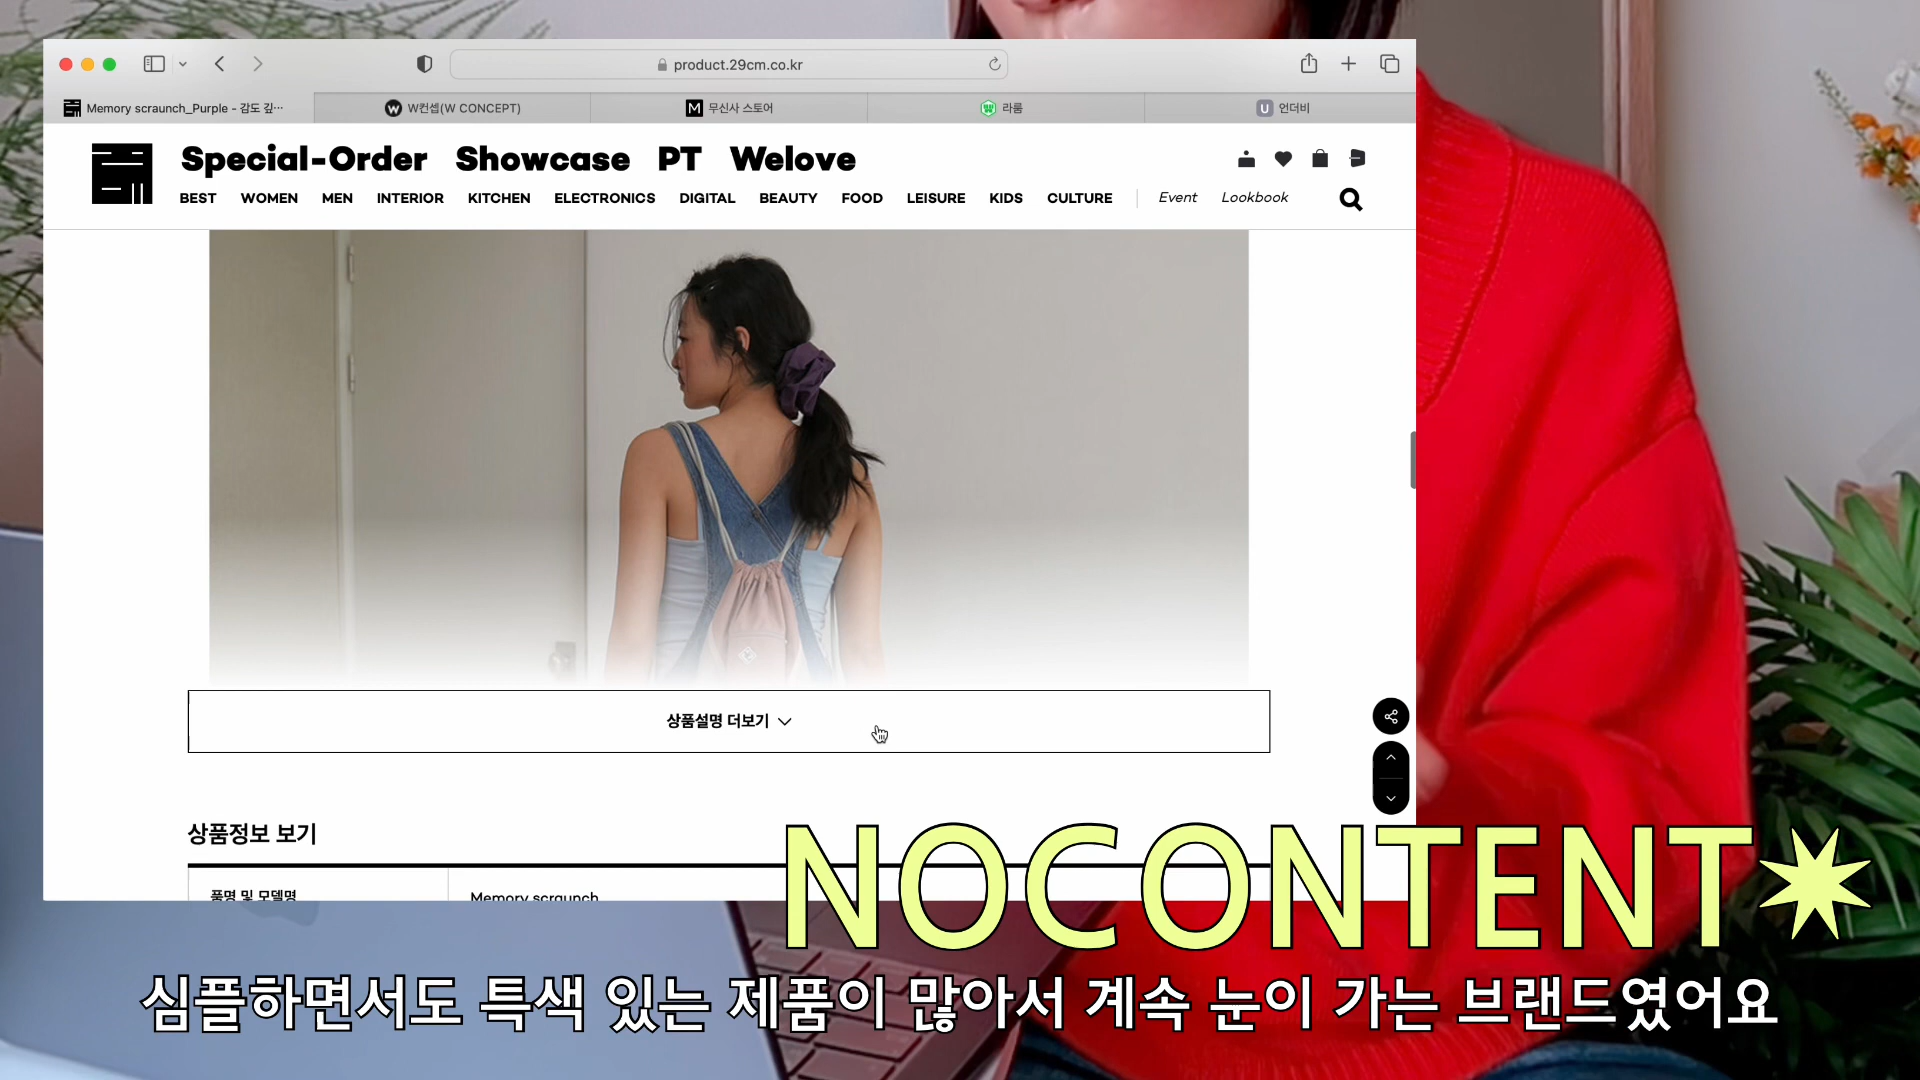 product.29cm.co.kr
Memory scraunch_Purple - 감도 깊…
W컨셉(W CONCEPT)
무신사 스토어
라룸
언더비
Special-Order Showcase PT Welove
BEST WOMEN MEN INTERIOR KITCHEN ELECTRONICS DIGITAL BEAUTY FOOD LEISURE KIDS CULTURE Event Lookbook
상품설명 더보기
상품정보 보기
품명 및 모델명 Memory scraunch
NOCONTENT
심플하면서도 특색 있는 제품이 많아서 계속 눈이 가는 브랜드였어요